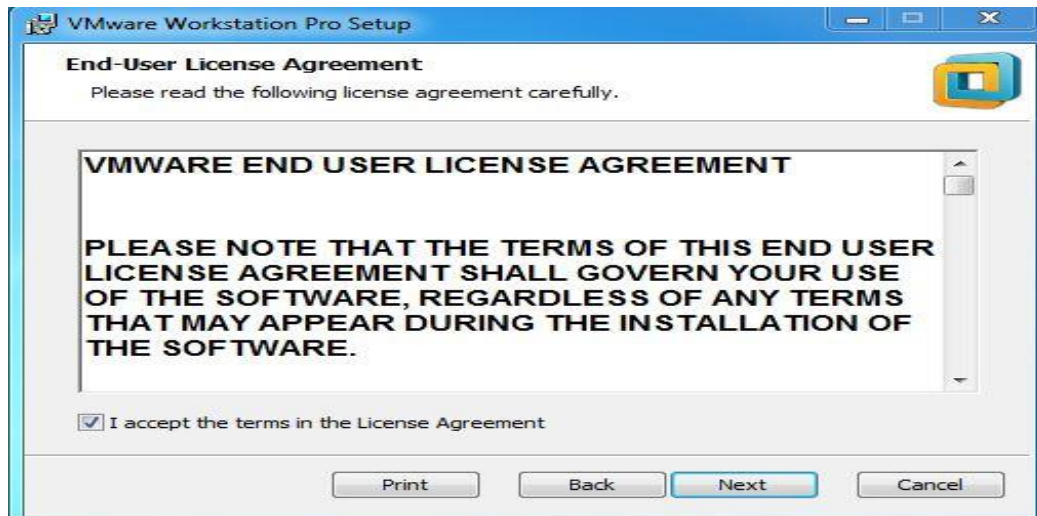 VMware Workstation Pro Setup
End-User License Agreement
Please read the following license agreement carefully.
VMWARE END USER LICENSE AGREEMENT
PLEASE NOTE THAT THE TERMS OF THIS END USER
LICENSE AGREEMENT SHALL GOVERN YOUR USE
OF THE SOFTWARE, REGARDLESS OF ANY TERMS
THAT MAY APPEAR DURING THE INSTALLATION OF
THE SOFTWARE.
I accept the terms in the License Agreement
Print Back Next Cancel